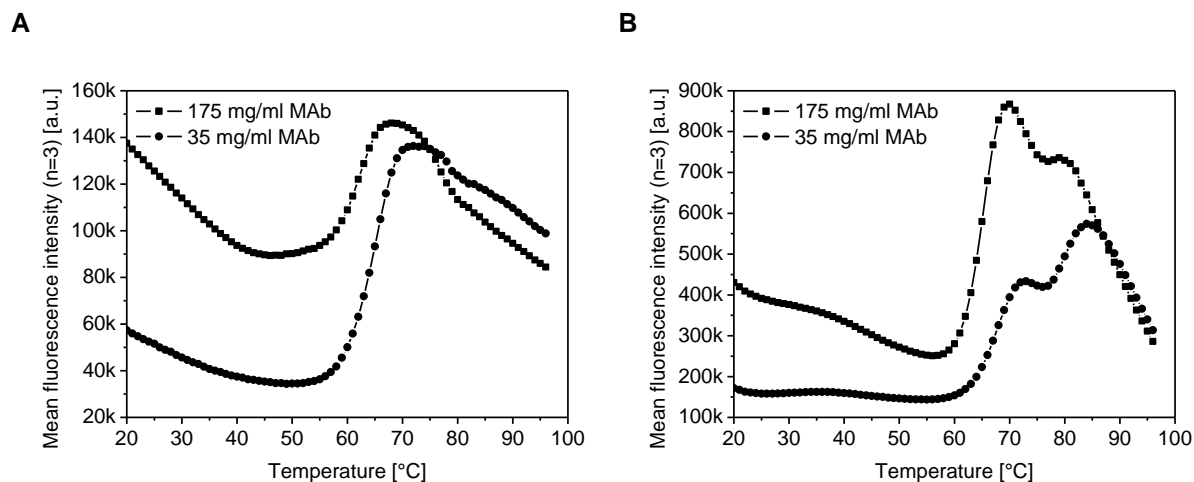 A
Mean fluorescence intensity (n=3) [a.u.]
160k
140k
120k
100k
80k
60k
40k
20k
175 mg/ml MAb
35 mg/ml MAb
20 30 40 50 60 70 80 90 100
Temperature [°C]
B
Mean fluorescence intensity (n=3) [a.u.]
900k
800k
700k
600k
500k
400k
300k
200k
100k
175 mg/ml MAb
35 mg/ml MAb
20 30 40 50 60 70 80 90 100
Temperature [°C]